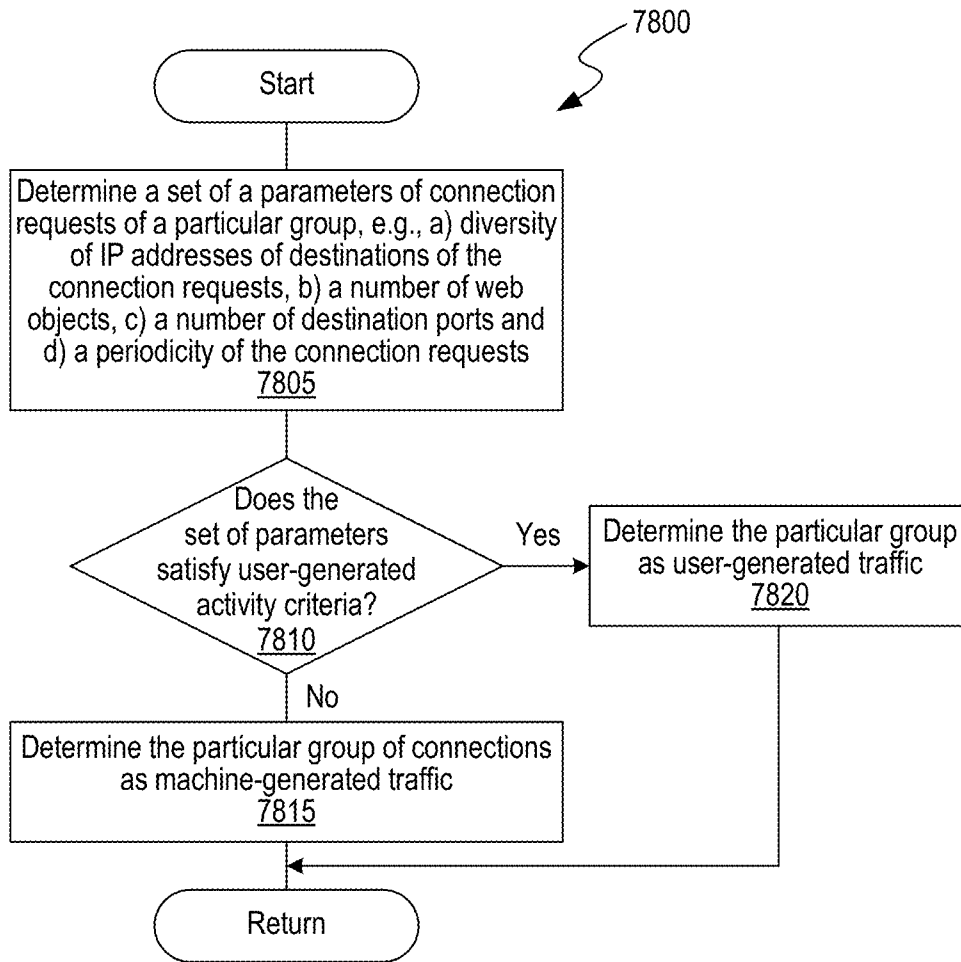 7800
Start
Determine a set of a parameters of connection
requests of a particular group, e.g., a) diversity
of IP addresses of destinations of the
connection requests, b) a number of web
objects, c) a number of destination ports and
d) a periodicity of the connection requests
7805
Does the
set of parameters
satisfy user-generated
activity criteria?
7810
Yes
Determine the particular group
as user-generated traffic
7820
No
Determine the particular group of connections
as machine-generated traffic
7815
Return